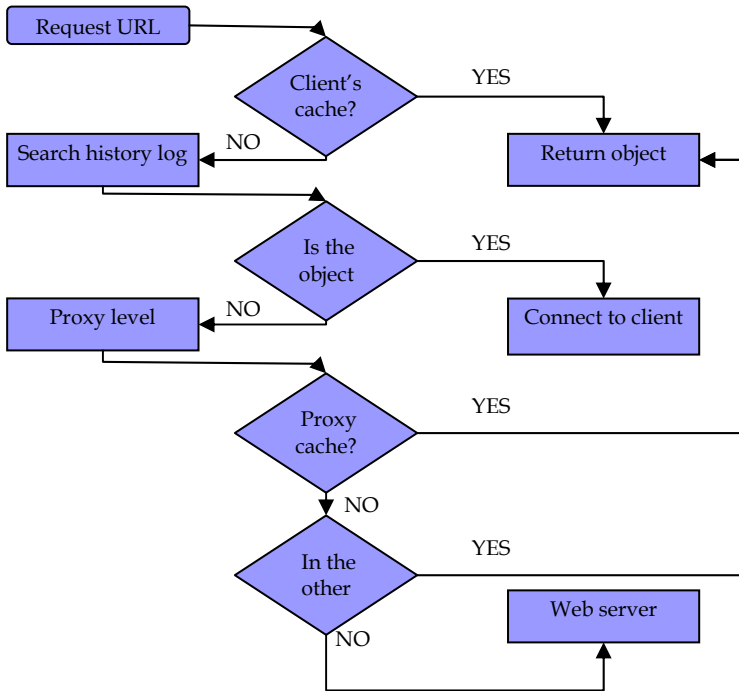 Request URL
Client's
cache?
YES
NO
Search history log
Return object
Is the
object
YES
NO
Proxy level
Connect to client
Proxy
cache?
YES
NO
In the
other
YES
Web server
NO